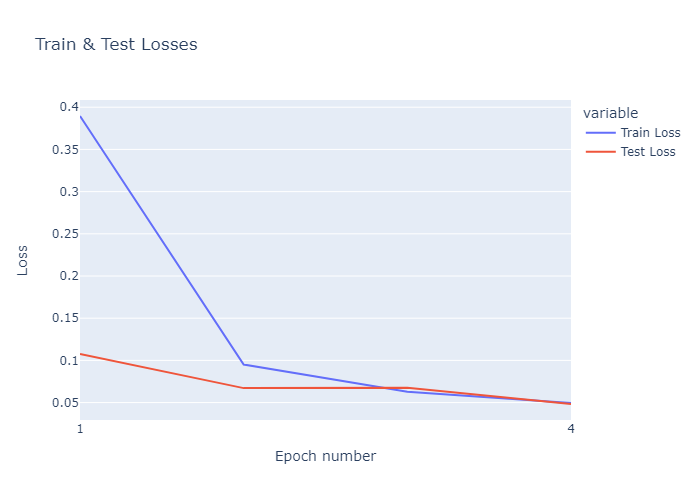 Train & Test Losses
variable
Train Loss
Test Loss
Loss
0.4
0.35
0.3
0.25
0.2
0.15
0.1
0.05
1
4
Epoch number